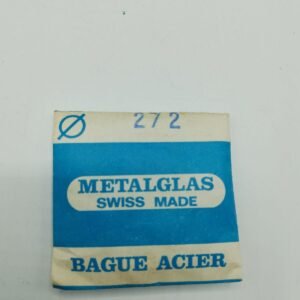 Ø 272
METALGLAS
SWISS MADE
BAGUE ACIER